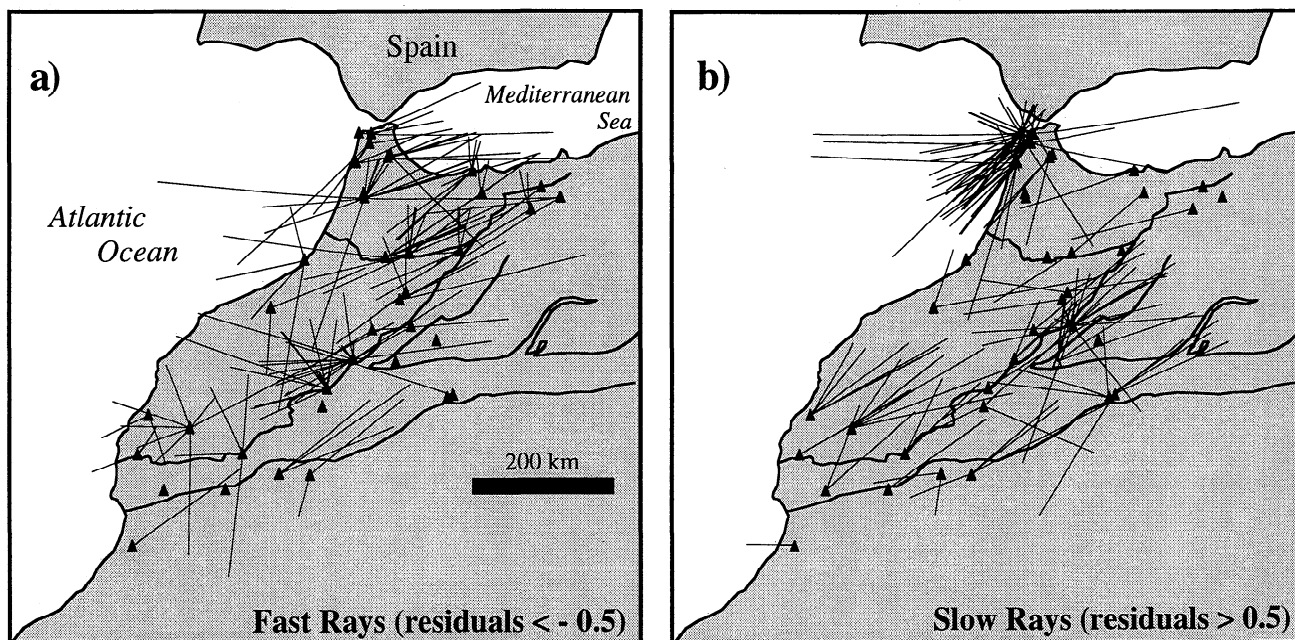 a)
Spain
Mediterranean
Sea
Atlantic
Ocean
200 km
Fast Rays (residuals < - 0.5)
b)
Slow Rays (residuals > 0.5)